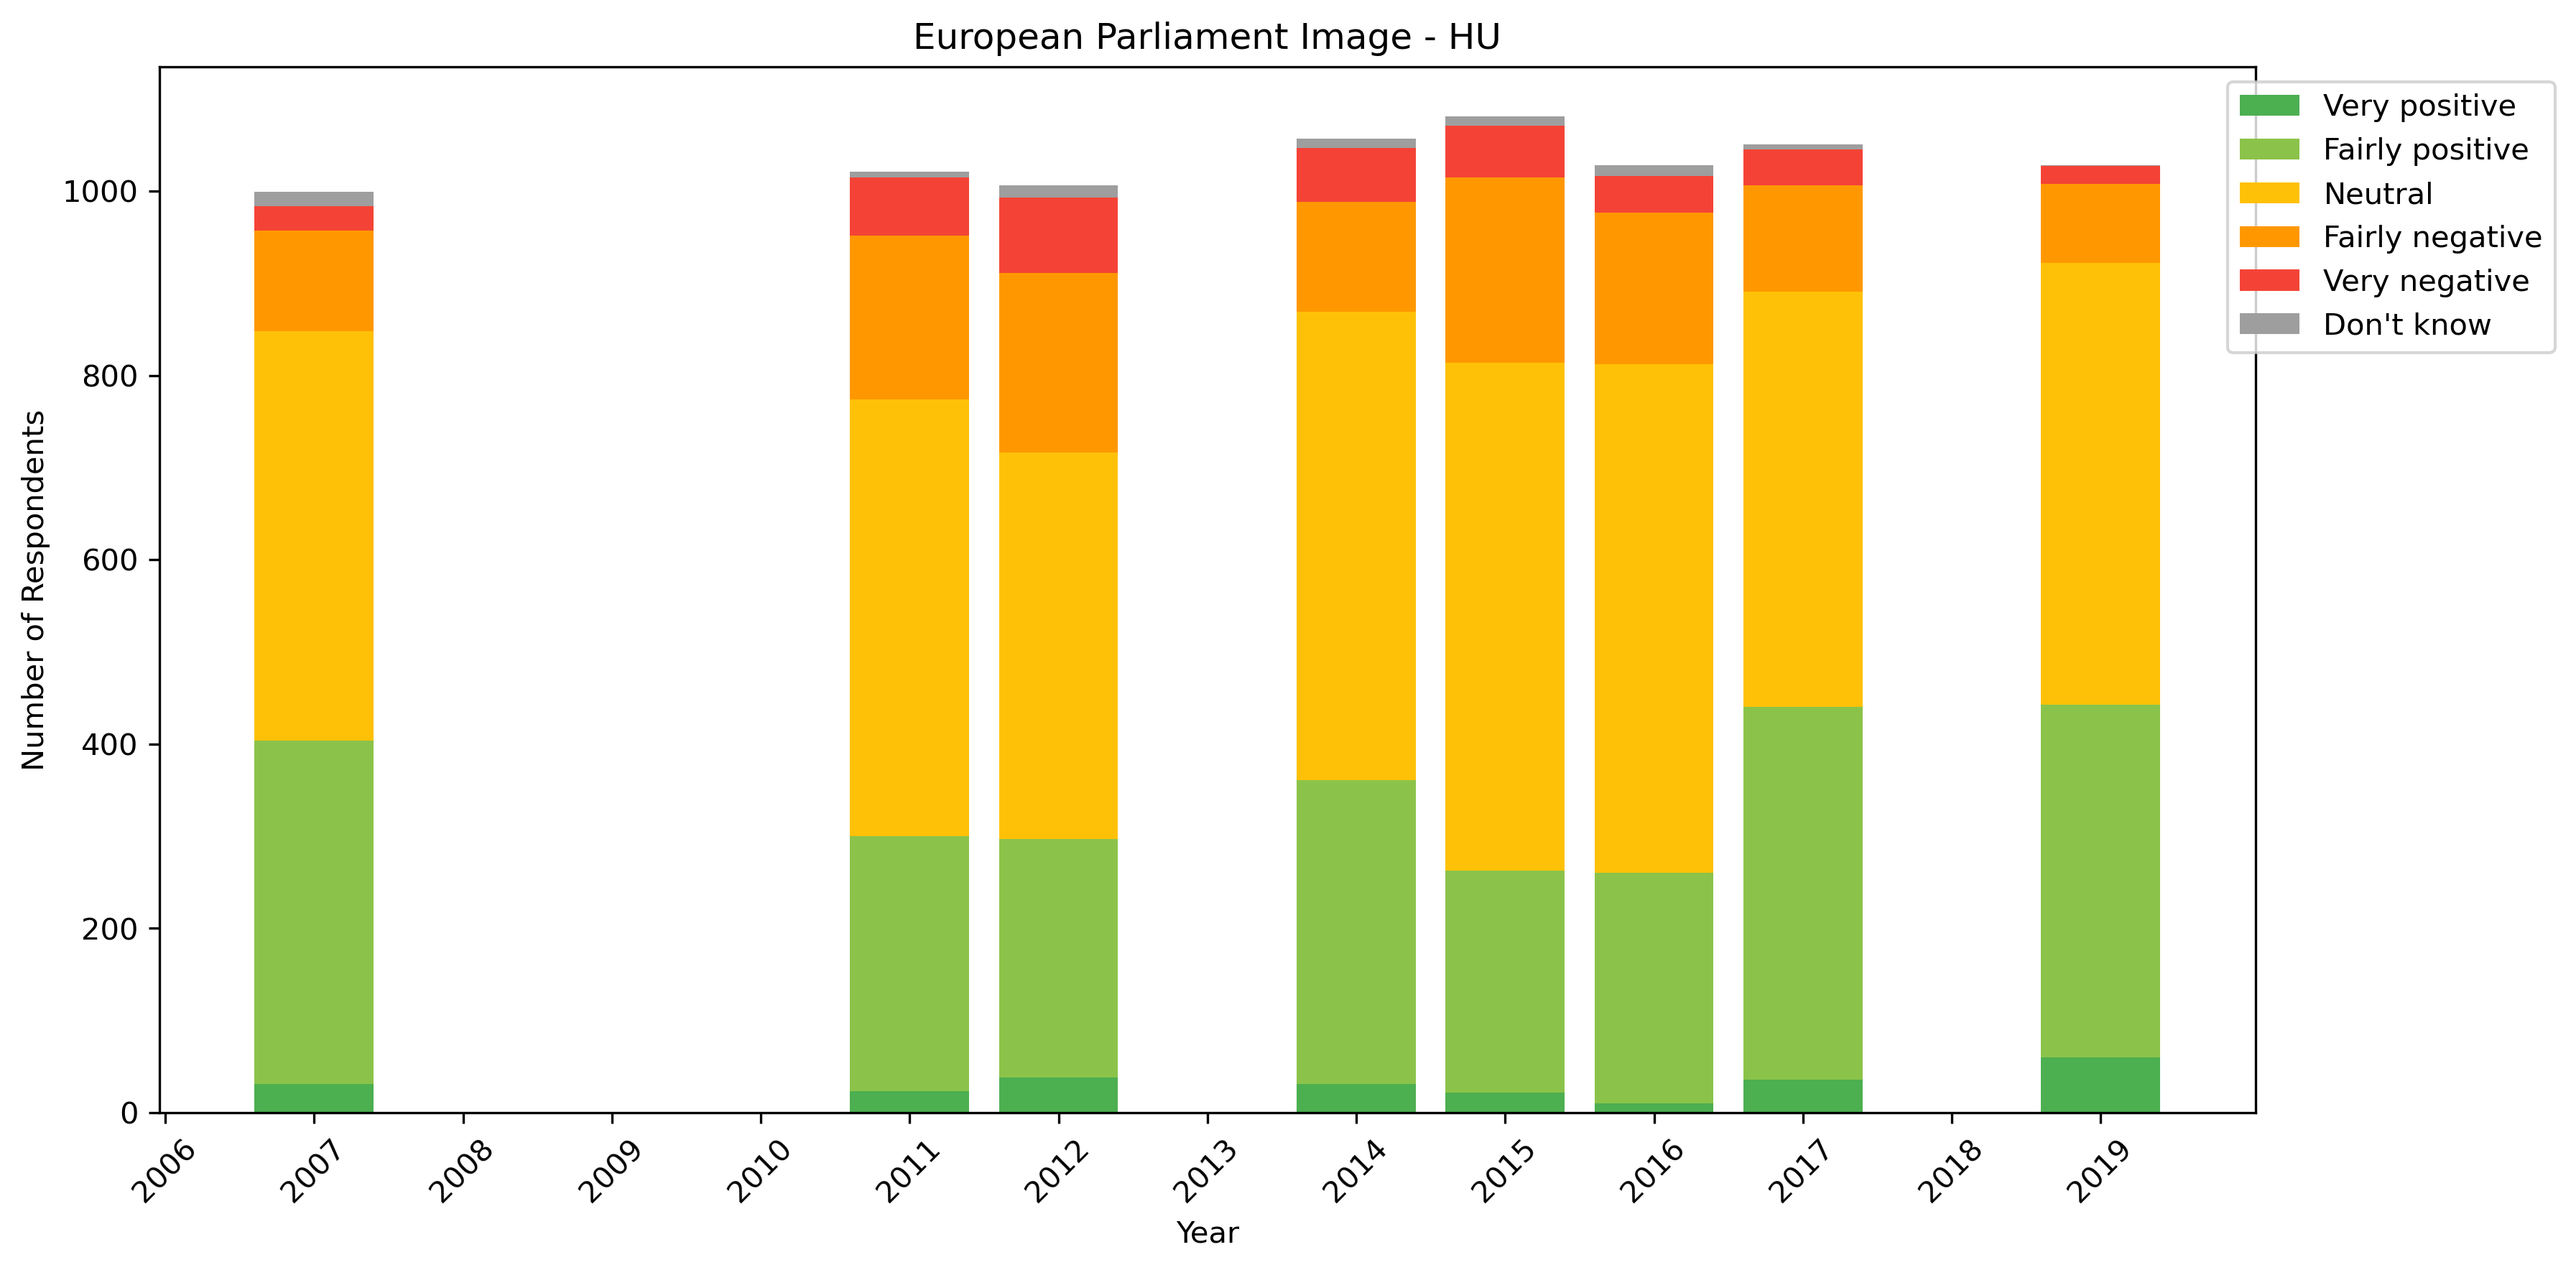 European Parliament Image - HU
Very positive
Fairly positive
Neutral
Fairly negative
Very negative
Don't know
Number of Respondents
1000
800
600
400
200
0
2006 2007 2008 2009 2010 2011 2012 2013 2014 2015 2016 2017 2018 2019
Year